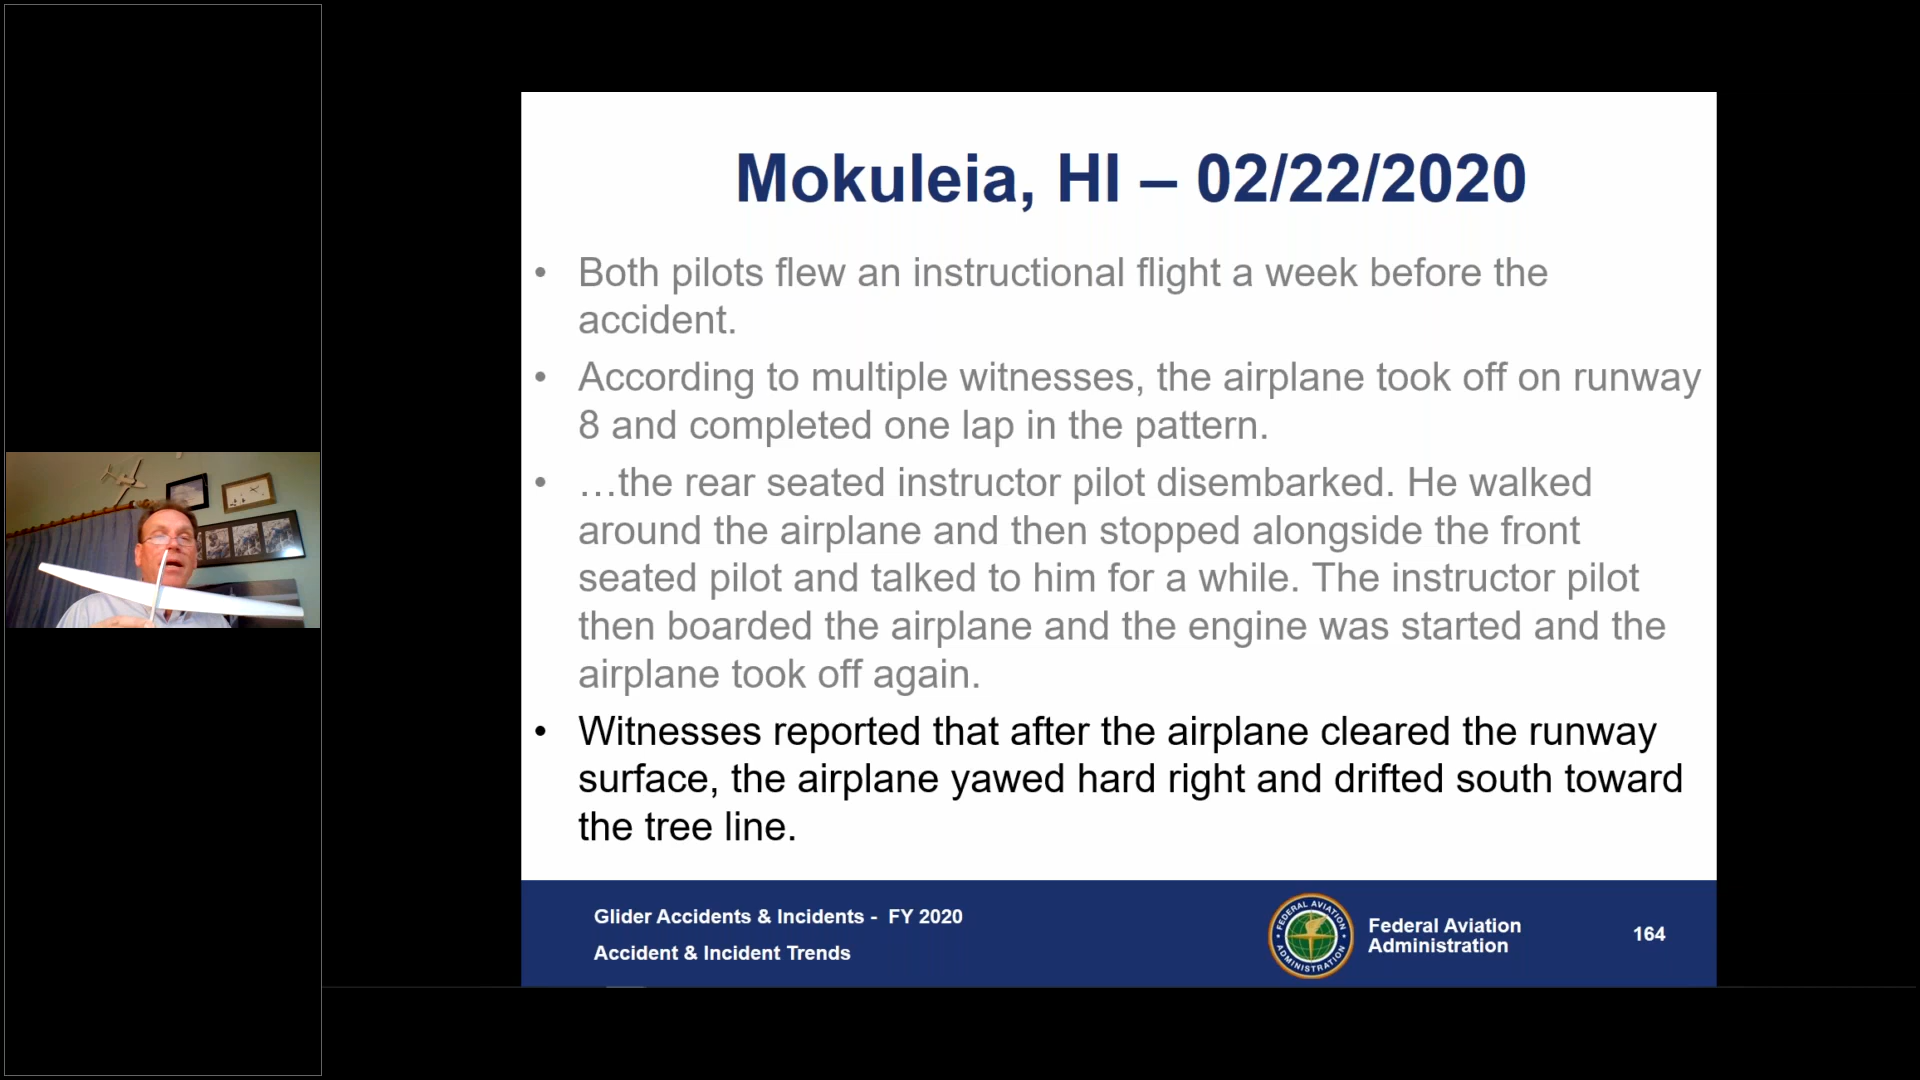 Mokuleia, HI – 02/22/2020
• Both pilots flew an instructional flight a week before the
accident.
• According to multiple witnesses, the airplane took off on runway
8 and completed one lap in the pattern.
• …the rear seated instructor pilot disembarked. He walked
around the airplane and then stopped alongside the front
seated pilot and talked to him for a while. The instructor pilot
then boarded the airplane and the engine was started and the
airplane took off again.
• Witnesses reported that after the airplane cleared the runway
surface, the airplane yawed hard right and drifted south toward
the tree line.
Glider Accidents & Incidents - FY 2020
Accident & Incident Trends
FEDERAL AVIATION
ADMINISTRATION
Federal Aviation
Administration
164